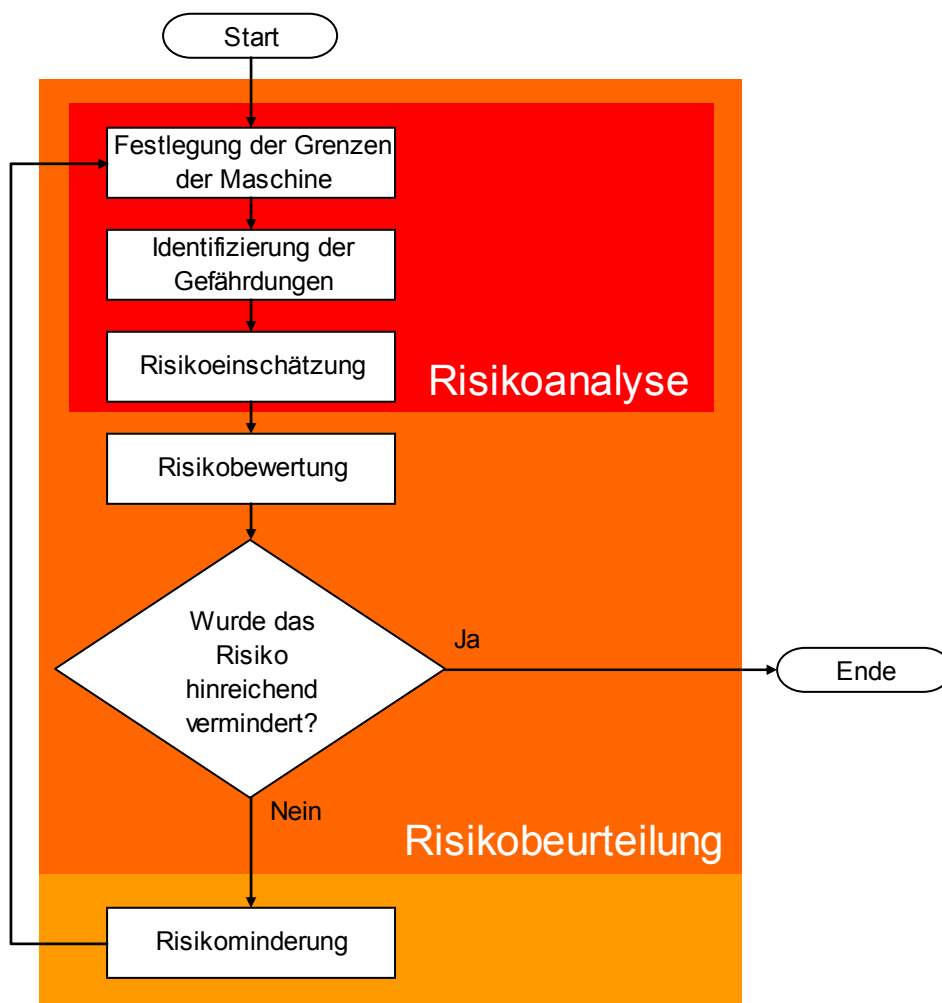 Start
Festlegung der Grenzen
der Maschine
Identifizierung der
Gefährdungen
Risikoeinschätzung
Risikoanalyse
Risikobewertung
Wurde das
Risiko
hinreichend
vermindert?
Ja
Ende
Nein
Risikobeurteilung
Risikominderung